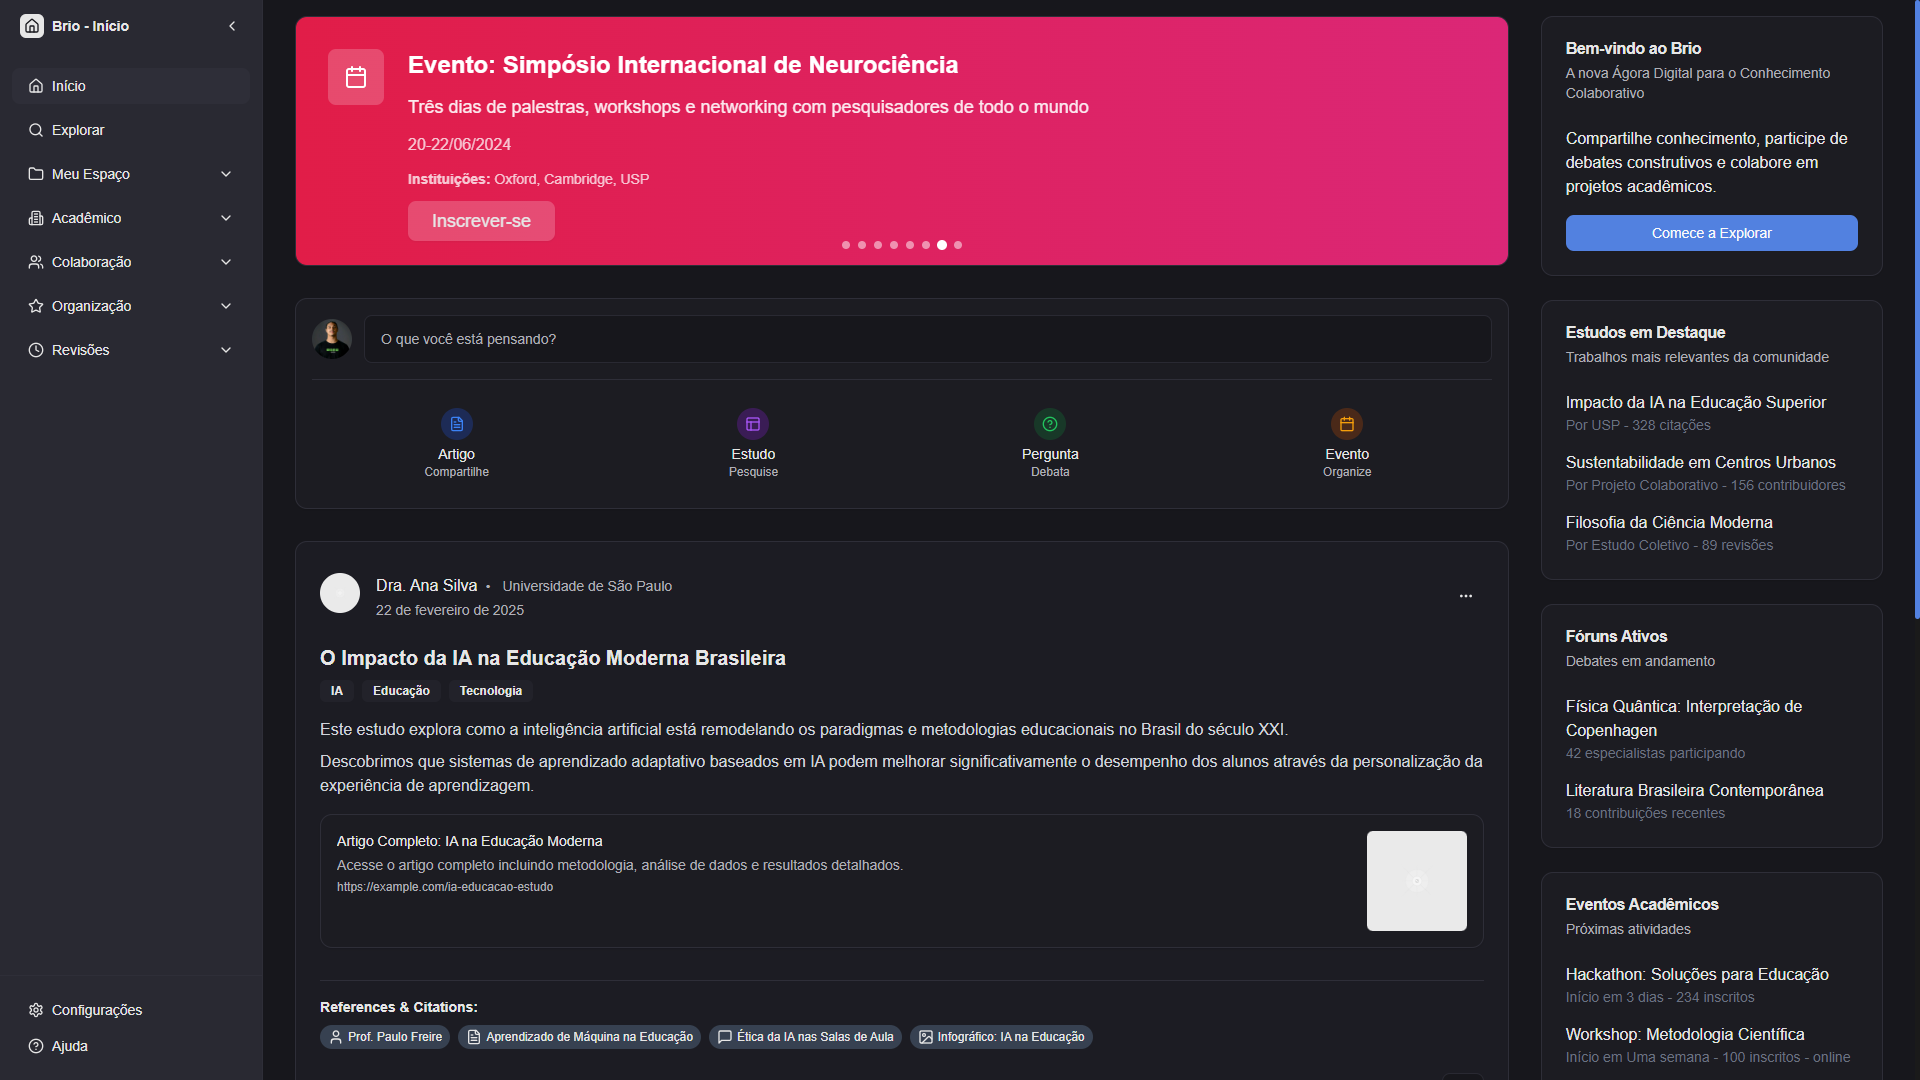 Brio - Início
Início
Explorar
Meu Espaço
Acadêmico
Colaboração
Organização
Revisões
Configurações
Ajuda
Evento: Simpósio Internacional de Neurociência
Três dias de palestras, workshops e networking com pesquisadores de todo o mundo
20-22/06/2024
Instituições: Oxford, Cambridge, USP
Inscrever-se
O que você está pensando?
Artigo
Compartilhe
Estudo
Pesquise
Pergunta
Debata
Evento
Organize
Dra. Ana Silva • Universidade de São Paulo
22 de fevereiro de 2025
O Impacto da IA na Educação Moderna Brasileira
IA Educação Tecnologia
Este estudo explora como a inteligência artificial está remodelando os paradigmas e metodologias educacionais no Brasil do século XXI.
Descobrimos que sistemas de aprendizado adaptativo baseados em IA podem melhorar significativamente o desempenho dos alunos através da personalização da
experiência de aprendizagem.
Artigo Completo: IA na Educação Moderna
Acesse o artigo completo incluindo metodologia, análise de dados e resultados detalhados.
https://example.com/ia-educacao-estudo
References & Citations:
Prof. Paulo Freire Aprendizado de Máquina na Educação Ética da IA nas Salas de Aula Infográfico: IA na Educação
Bem-vindo ao Brio
A nova Ágora Digital para o Conhecimento
Colaborativo
Compartilhe conhecimento, participe de
debates construtivos e colabore em
projetos acadêmicos.
Comece a Explorar
Estudos em Destaque
Trabalhos mais relevantes da comunidade
Impacto da IA na Educação Superior
Por USP - 328 citações
Sustentabilidade em Centros Urbanos
Por Projeto Colaborativo - 156 contribuidores
Filosofia da Ciência Moderna
Por Estudo Coletivo - 89 revisões
Fóruns Ativos
Debates em andamento
Física Quântica: Interpretação de
Copenhagen
42 especialistas participando
Literatura Brasileira Contemporânea
18 contribuições recentes
Eventos Acadêmicos
Próximas atividades
Hackathon: Soluções para Educação
Início em 3 dias - 234 inscritos
Workshop: Metodologia Científica
Início em Uma semana - 100 inscritos - online